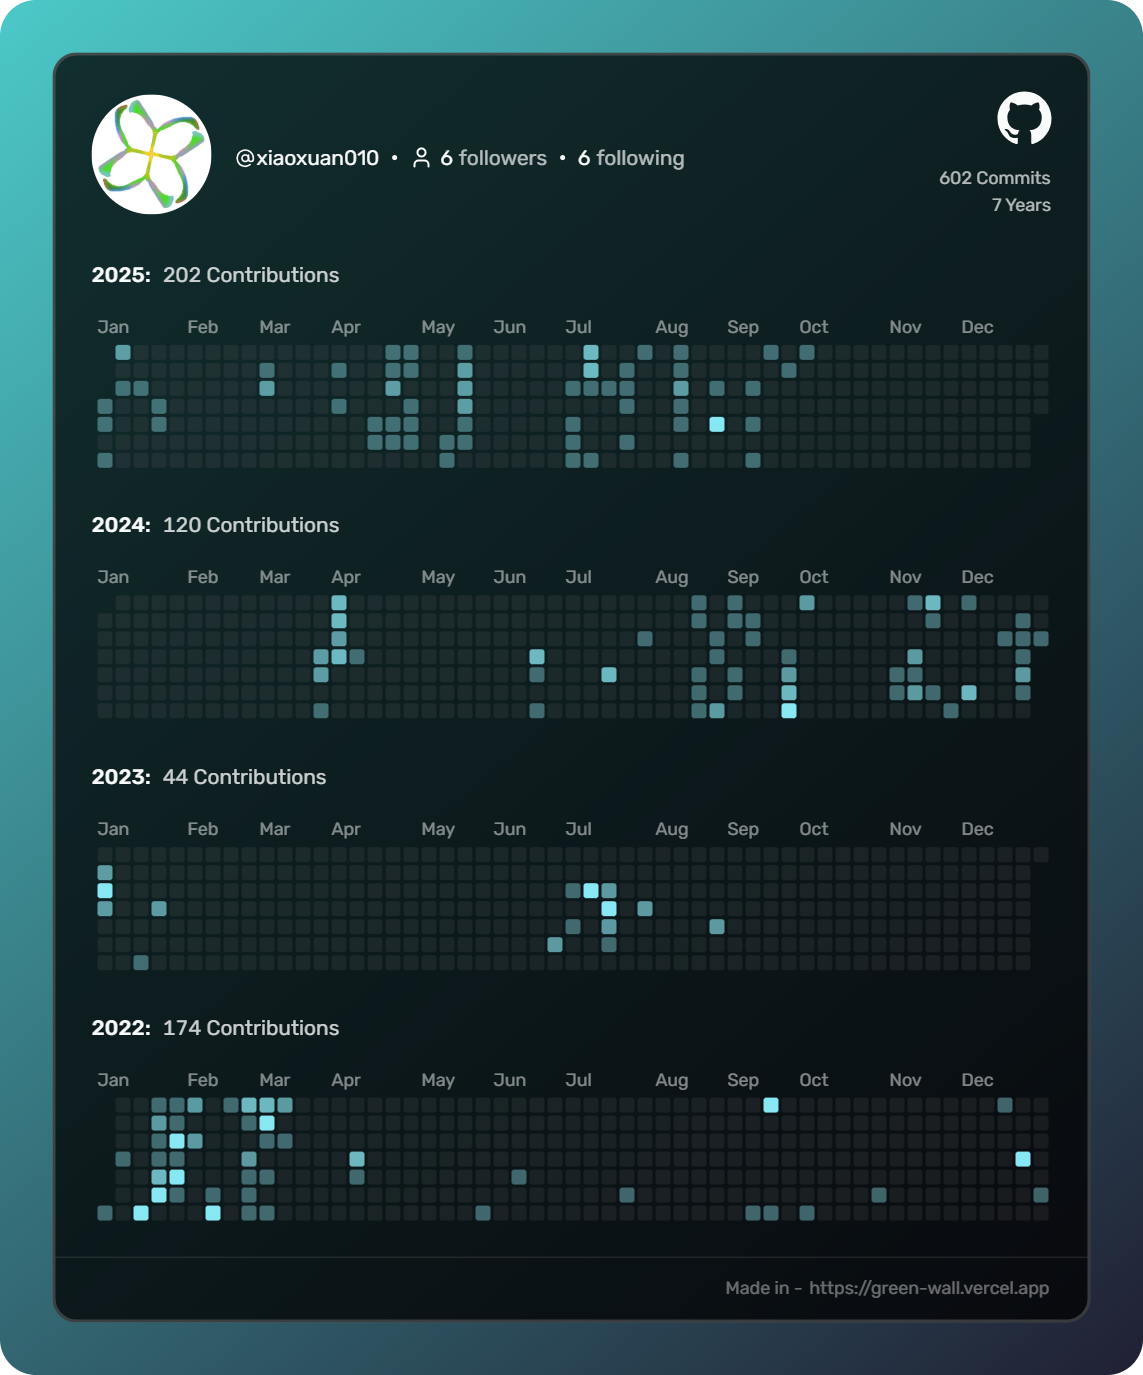 @xiaoxuan010 • 6 followers • 6 following
602 Commits
7 Years
2025: 202 Contributions
Jan Feb Mar Apr May Jun Jul Aug Sep Oct Nov Dec
2024: 120 Contributions
Jan Feb Mar Apr May Jun Jul Aug Sep Oct Nov Dec
2023: 44 Contributions
Jan Feb Mar Apr May Jun Jul Aug Sep Oct Nov Dec
2022: 174 Contributions
Jan Feb Mar Apr May Jun Jul Aug Sep Oct Nov Dec
Made in - https://green-wall.vercel.app